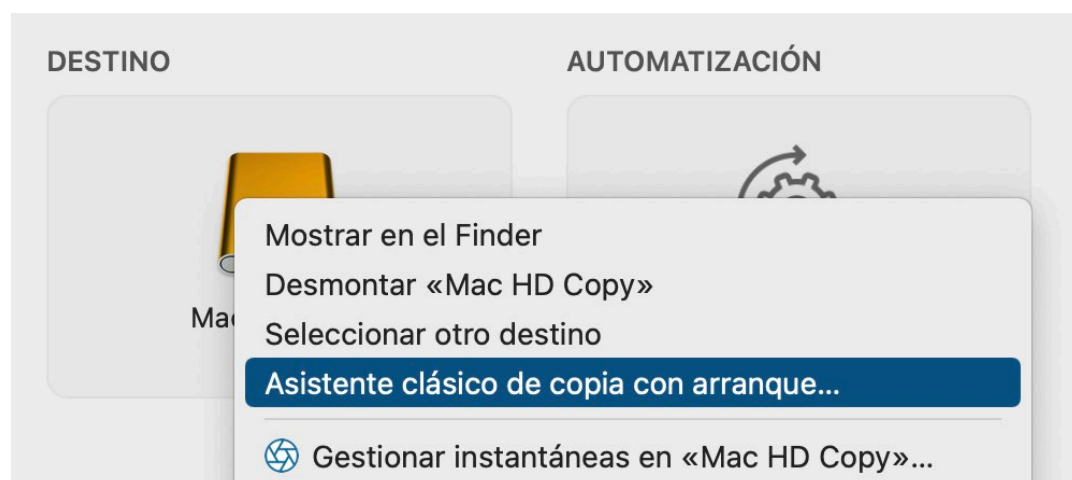 DESTINO
AUTOMATIZACIÓN
Mostrar en el Finder
Desmontar «Mac HD Copy»
Seleccionar otro destino
Asistente clásico de copia con arranque...
Gestionar instantáneas en «Mac HD Copy»...